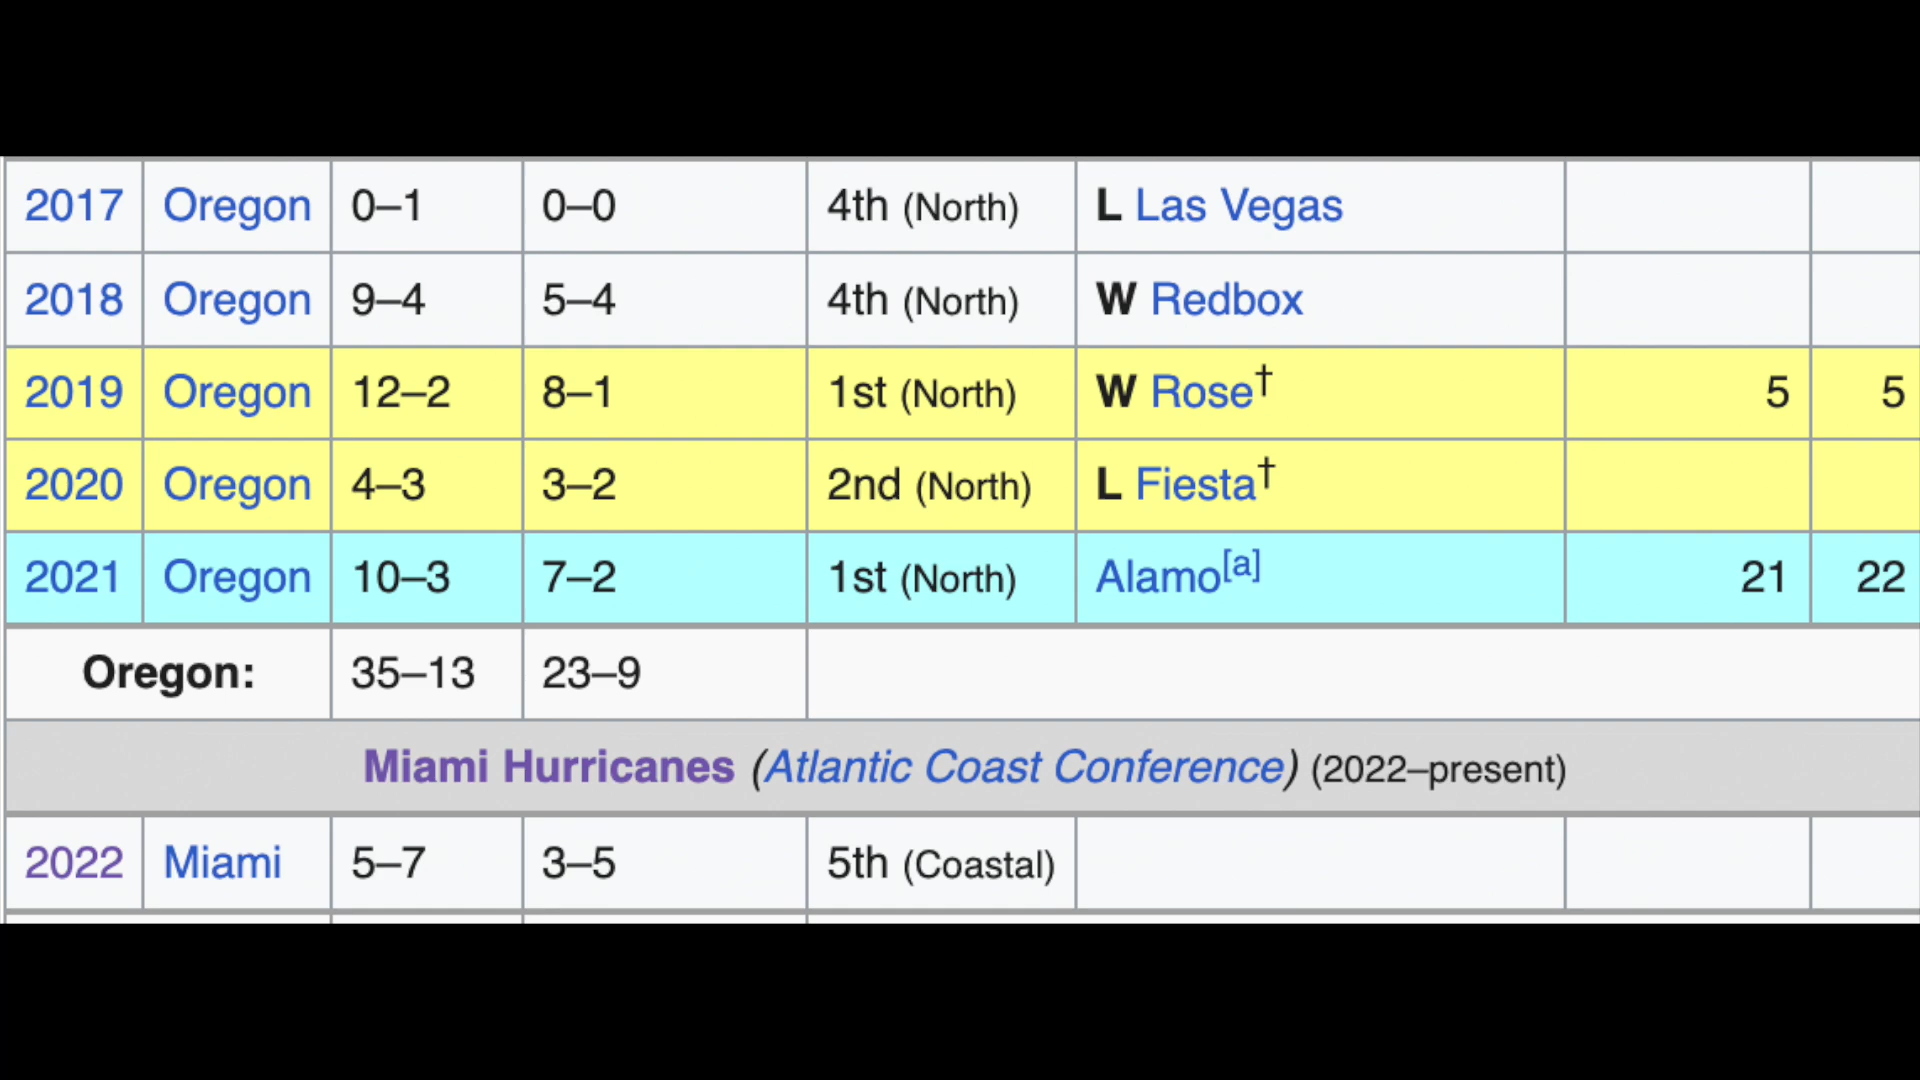 2017 Oregon 0–1 0–0 4th (North) L Las Vegas
2018 Oregon 9–4 5–4 4th (North) W Redbox
2019 Oregon 12–2 8–1 1st (North) W Rose† 5 5
2020 Oregon 4–3 3–2 2nd (North) L Fiesta†
2021 Oregon 10–3 7–2 1st (North) Alamo[a] 21 22
Oregon: 35–13 23–9
Miami Hurricanes (Atlantic Coast Conference) (2022–present)
2022 Miami 5–7 3–5 5th (Coastal)